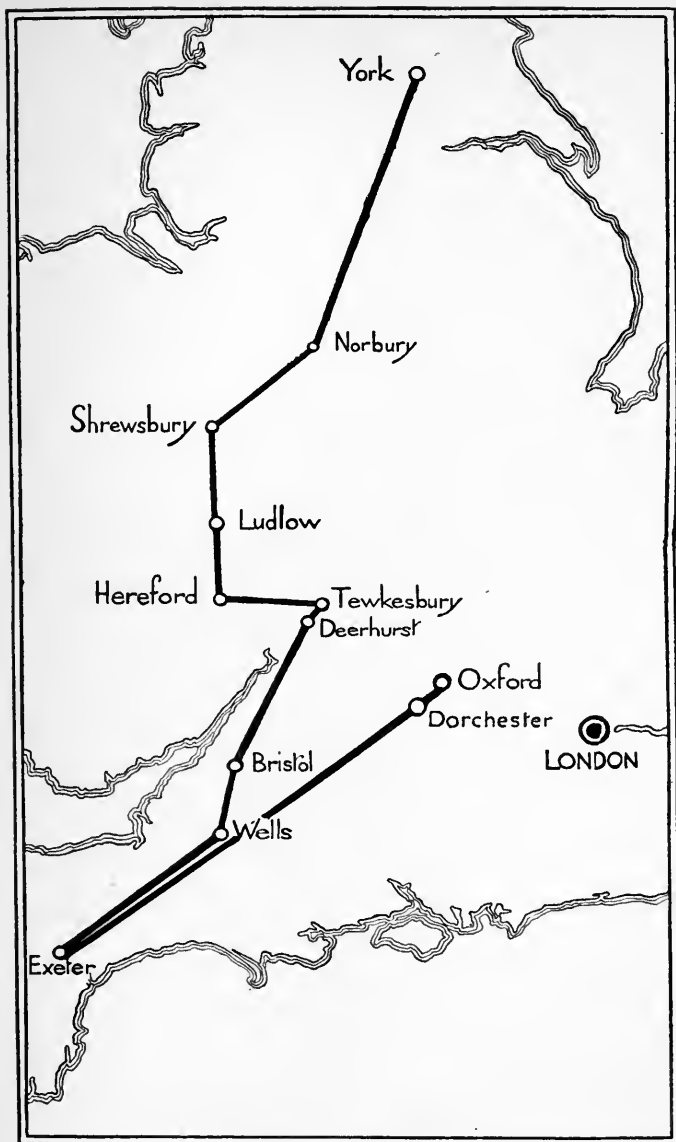 York
Norbury
Shrewsbury
Ludlow
Hereford
Tewkesbury
Deerhurst
Oxford
Dorchester
LONDON
Bristol
Wells
Exeter